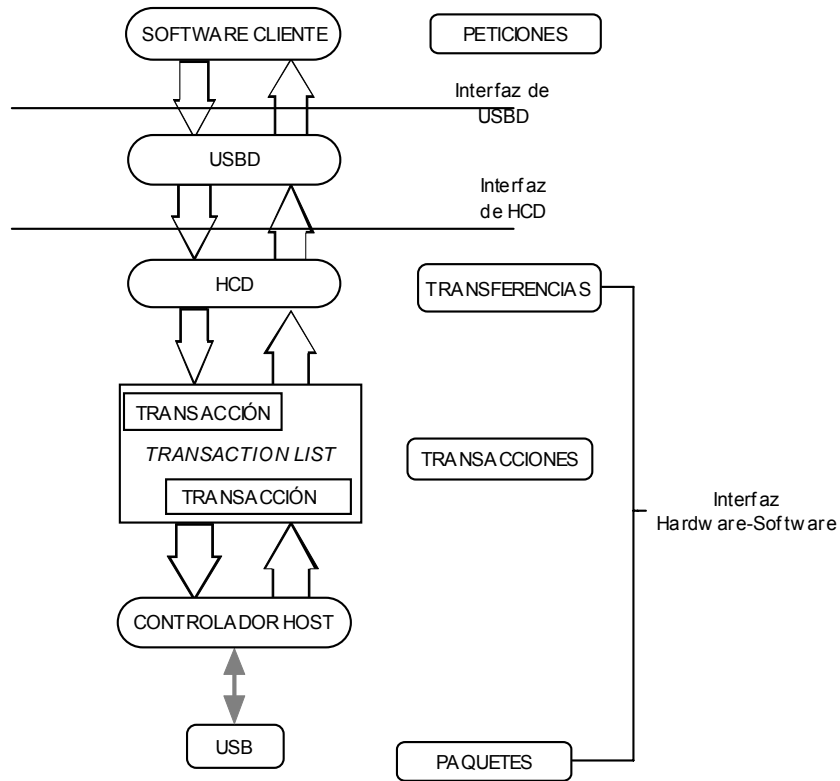 SOFTWARE CLIENTE
PETICIONES
Interfaz de
USBD
USBD
Interfaz
de HCD
HCD
TRANSFERENCIAS
TRANSACCIÓN
TRANSACTION LIST
TRANSACCIÓN
TRANSACCIONES
Interfaz
Hardware-Software
CONTROLADOR HOST
USB
PAQUETES